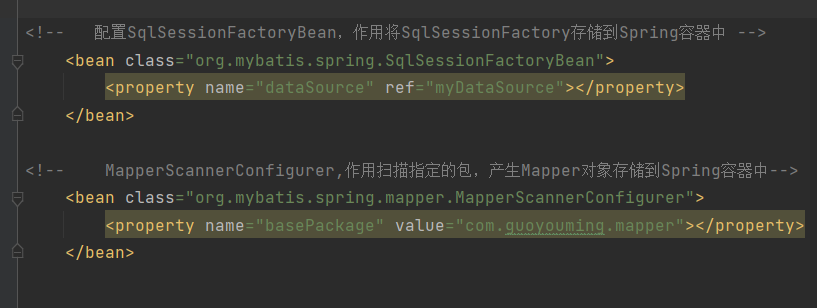 <!-- 配置SqlSessionFactoryBean，作用将SqlSessionFactory存储到Spring容器中 -->
<bean class="org.mybatis.spring.SqlSessionFactoryBean">
<property name="dataSource" ref="myDataSource"></property>
</bean>
<!-- MapperScannerConfigurer,作用扫描指定的包，产生Mapper对象存储到Spring容器中-->
<bean class="org.mybatis.spring.mapper.MapperScannerConfigurer">
<property name="basePackage" value="com.guoyouming.mapper"></property>
</bean>